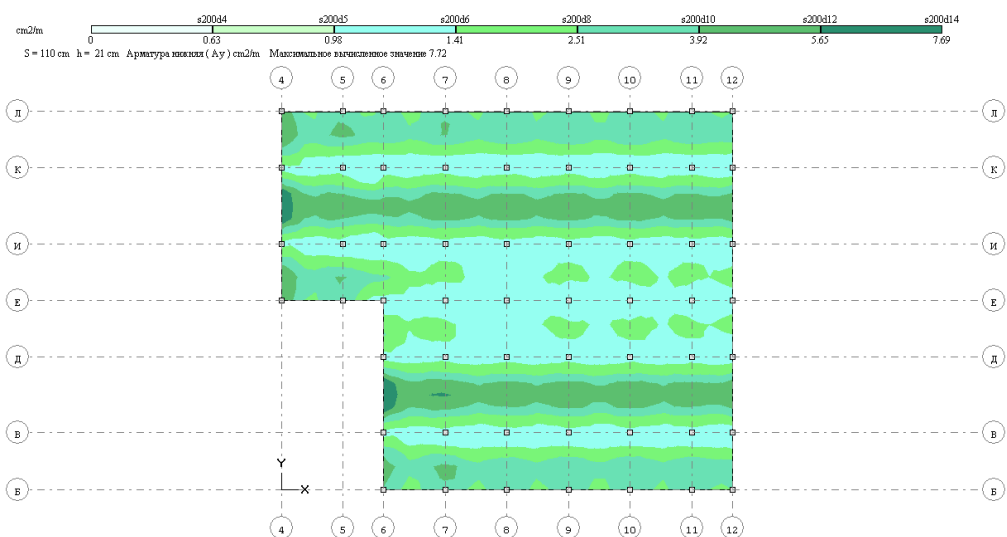 s200d4 s200d5 s200d6 s200d8 s200d10 s200d12 s200d14
cm2/m
0 0.63 0.98 1.41 2.51 3.92 5.65 7.69
S = 110 cm h = 21 cm Арматура нижняя ( Ay ) cm2/m Максимальное вычисленное значение 7.72
4 5 6 7 8 9 10 11 12
Л Л
К К
И И
Е Е
Д Д
В В
Y
X
Б Б
4 5 6 7 8 9 10 11 12